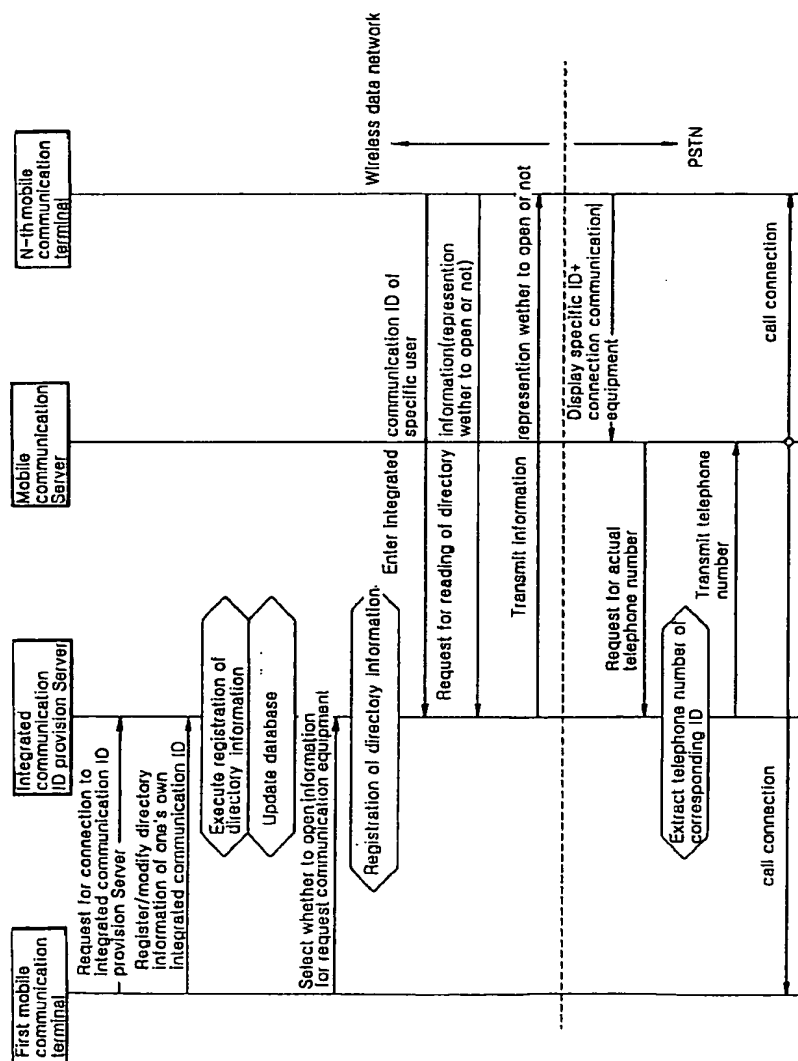 First mobile
communication
terminal
Integrated
communication
ID provision Server
Mobile
communication
Server
N-th mobile
communication
terminal
Request for connection to
Integrated communication ID
provision Server
Register/modify directory
information of one's own
integrated communication ID
Execute registration of
directory information
Update database
Select whether to open information
for request communication equipment
Registration of directory information
Enter integrated communication ID of
specific user
Request for reading of directory information(represention
wether to open or not)
Transmit information represention wether to open or not
Wireless data network
PSTN
Display specific ID+
connection communication
equipment
Request for actual
telephone number
Extract telephone number of
corresponding ID
Transmit telephone
number
call connection
call connection